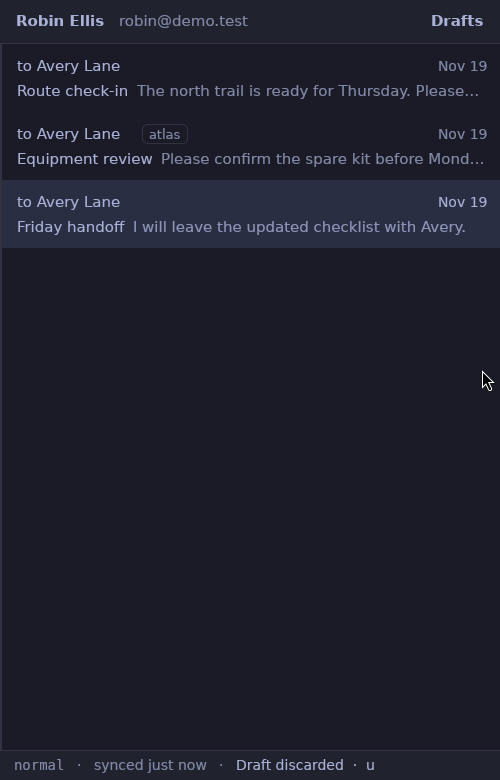 Robin Ellis robin@demo.test Drafts
to Avery Lane Nov 19
Route check-in The north trail is ready for Thursday. Please…
to Avery Lane atlas Nov 19
Equipment review Please confirm the spare kit before Mond…
to Avery Lane Nov 19
Friday handoff I will leave the updated checklist with Avery.
normal · synced just now · Draft discarded · u